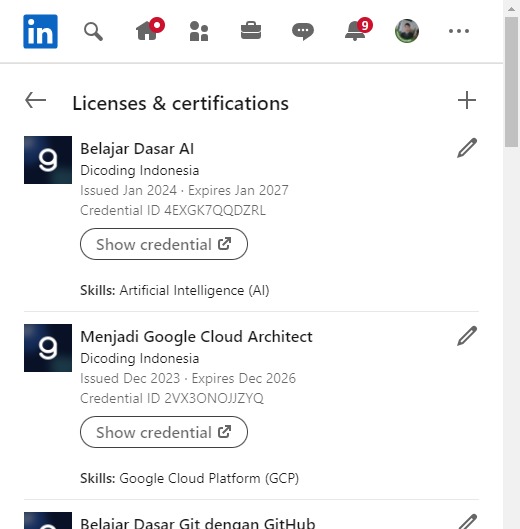 in
9
Licenses & certifications
Belajar Dasar AI
Dicoding Indonesia
Issued Jan 2024 · Expires Jan 2027
Credential ID 4EXGK7QQDZRL
Show credential
Skills: Artificial Intelligence (AI)
Menjadi Google Cloud Architect
Dicoding Indonesia
Issued Dec 2023 · Expires Dec 2026
Credential ID 2VX3ONOJJZYQ
Show credential
Skills: Google Cloud Platform (GCP)
Belajar Dasar Git dengan GitHub